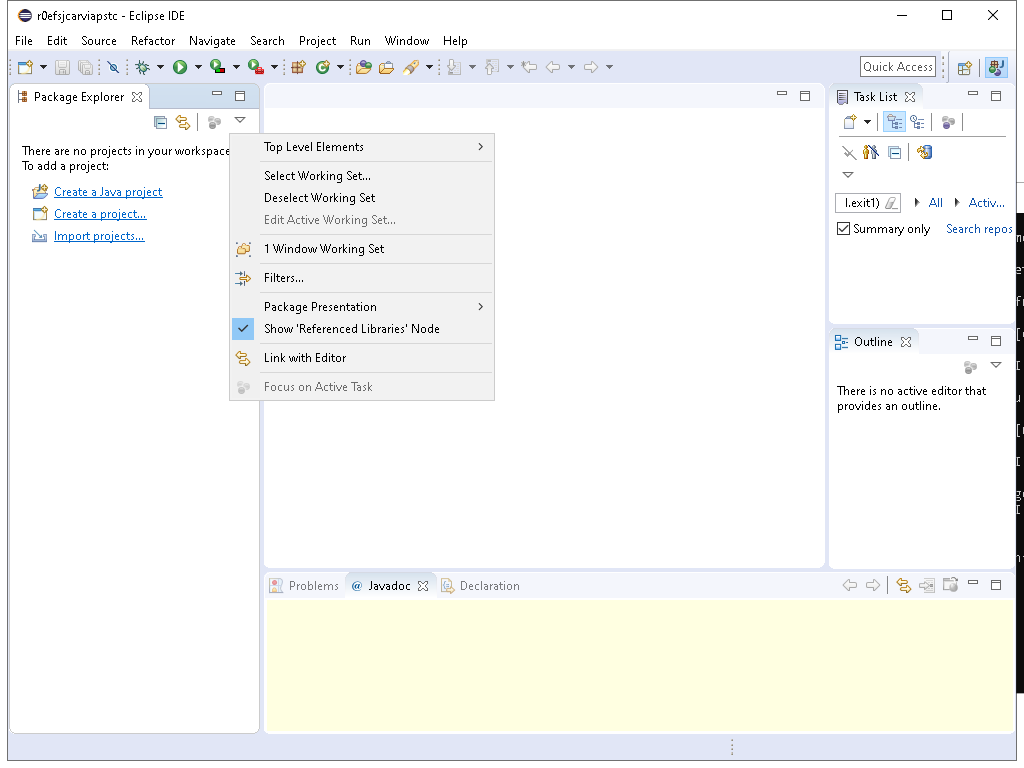 r0efsjcarviapstc - Eclipse IDE
File Edit Source Refactor Navigate Search Project Run Window Help
Quick Access
Package Explorer
Task List
There are no projects in your workspace
To add a project:
Create a Java project
Create a project...
Import projects...
Top Level Elements
Select Working Set...
Deselect Working Set
Edit Active Working Set...
1 Window Working Set
Filters...
Package Presentation
Show 'Referenced Libraries' Node
Link with Editor
Focus on Active Task
l.exit1) All Activ...
Summary only Search repos
Outline
There is no active editor that
provides an outline.
Problems @ Javadoc Declaration